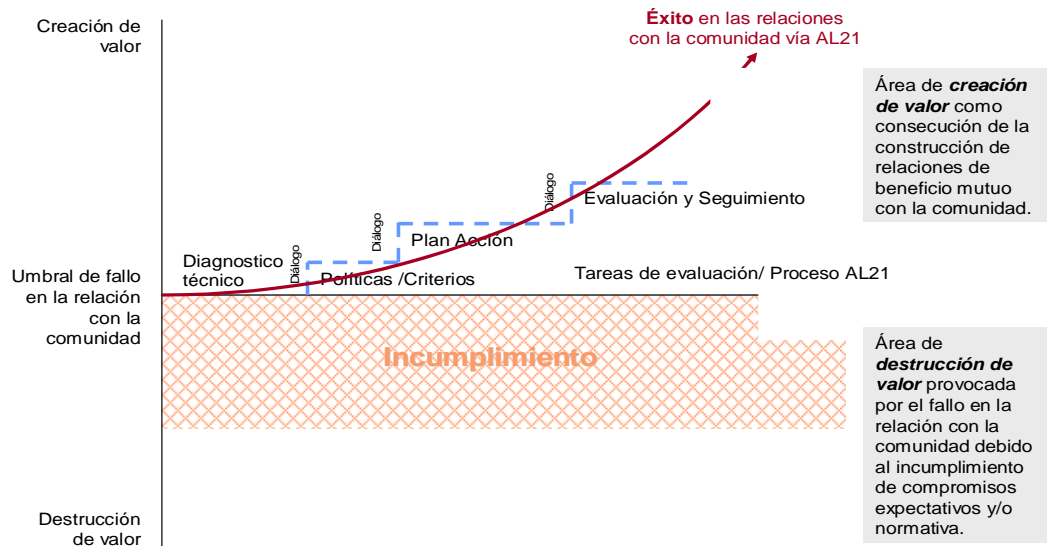 Creación de
valor
Éxito en las relaciones
con la comunidad vía AL21
Área de creación
de valor como
consecución de la
construcción de
relaciones de
beneficio mutuo
con la comunidad.
Diálogo
Evaluación y Seguimiento
Diálogo
Plan Acción
Diagnostico
técnico
Diálogo
Políticas /Criterios
Tareas de evaluación/ Proceso AL21
Umbral de fallo
en la relación
con la
comunidad
Incumplimiento
Área de
destrucción de
valor provocada
por el fallo en la
relación con la
comunidad debido
al incumplimiento
de compromisos
expectativos y/o
normativa.
Destrucción
de valor